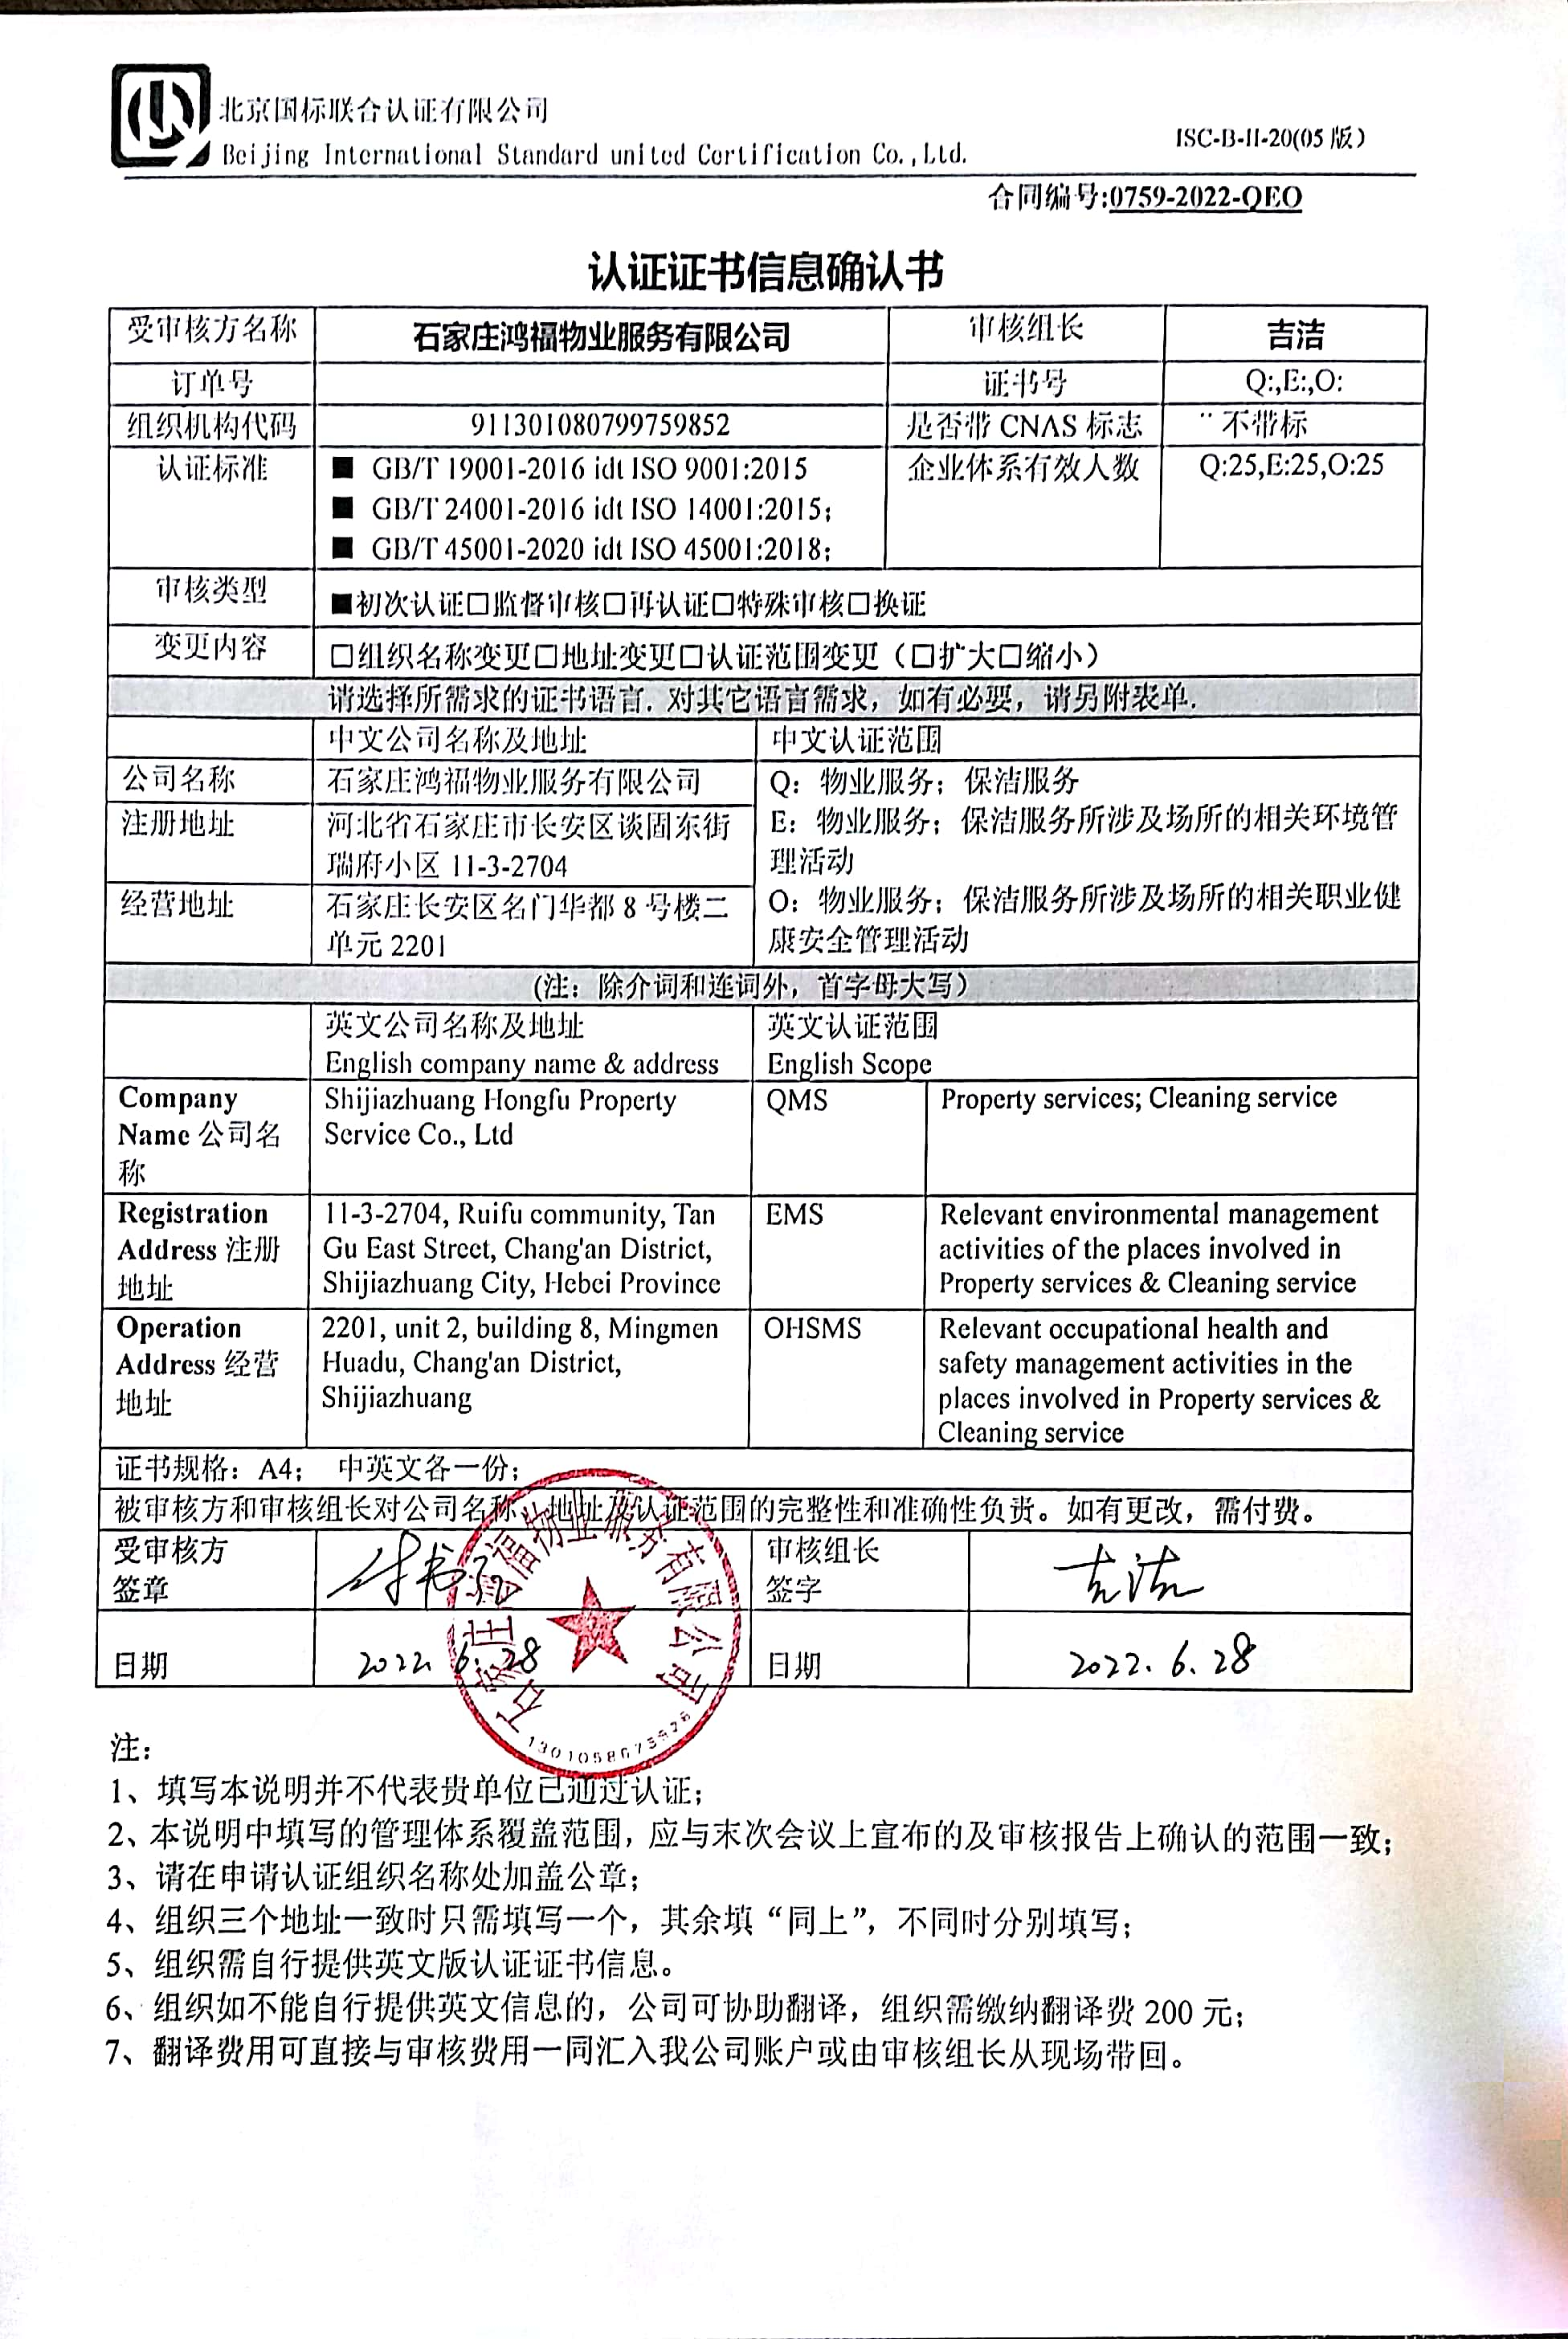 北京国标联合认证有限公司
Beijing International Standard united Certification Co.,Ltd.
ISC-B-II-20(05版)
合同编号:0759-2022-QEO
认证证书信息确认书
受审核方名称 石家庄鸿福物业服务有限公司 审核组长 吉洁
订单号 证书号 Q:,E:,O:
组织机构代码 911301080799759852 是否带 CNAS 标志 ¨不带标
认证标准 ■ GB/T 19001-2016 idt ISO 9001:2015 企业体系有效人数 Q:25,E:25,O:25
■ GB/T 24001-2016 idt ISO 14001:2015;
■ GB/T 45001-2020 idt ISO 45001:2018;
审核类型 ■初次认证□监督审核□再认证□特殊审核□换证
变更内容 □组织名称变更□地址变更□认证范围变更（□扩大□缩小）
请选择所需求的证书语言. 对其它语言需求，如有必要，请另附表单.
中文公司名称及地址 中文认证范围
公司名称 石家庄鸿福物业服务有限公司
注册地址 河北省石家庄市长安区谈固东街
瑞府小区 11-3-2704
经营地址 石家庄长安区名门华都 8 号楼二
单元 2201
Q：物业服务；保洁服务
E：物业服务；保洁服务所涉及场所的相关环境管
理活动
O：物业服务；保洁服务所涉及场所的相关职业健
康安全管理活动
(注：除介词和连词外，首字母大写）
英文公司名称及地址 英文认证范围
English company name & address English Scope
Company
Name 公司名
称
Shijiazhuang Hongfu Property
Service Co., Ltd
QMS
Property services; Cleaning service
Registration
Address 注册
地址
11-3-2704, Ruifu community, Tan
Gu East Street, Chang'an District,
Shijiazhuang City, Hebei Province
EMS
Relevant environmental management
activities of the places involved in
Property services & Cleaning service
Operation
Address 经营
地址
2201, unit 2, building 8, Mingmen
Huadu, Chang'an District,
Shijiazhuang
OHSMS
Relevant occupational health and
safety management activities in the
places involved in Property services &
Cleaning service
证书规格：A4； 中英文各一份；
被审核方和审核组长对公司名称、地址及认证范围的完整性和准确性负责。如有更改，需付费。
受审核方
签章
审核组长
签字
吉洁
日期 2022.6.28 日期 2022.6.28
石家庄鸿福物业服务有限公司
注：
1、填写本说明并不代表贵单位已通过认证；
2、本说明中填写的管理体系覆盖范围，应与末次会议上宣布的及审核报告上确认的范围一致；
3、请在申请认证组织名称处加盖公章；
4、组织三个地址一致时只需填写一个，其余填“同上”，不同时分别填写；
5、组织需自行提供英文版认证证书信息。
6、组织如不能自行提供英文信息的，公司可协助翻译，组织需缴纳翻译费 200 元；
7、翻译费用可直接与审核费用一同汇入我公司账户或由审核组长从现场带回。